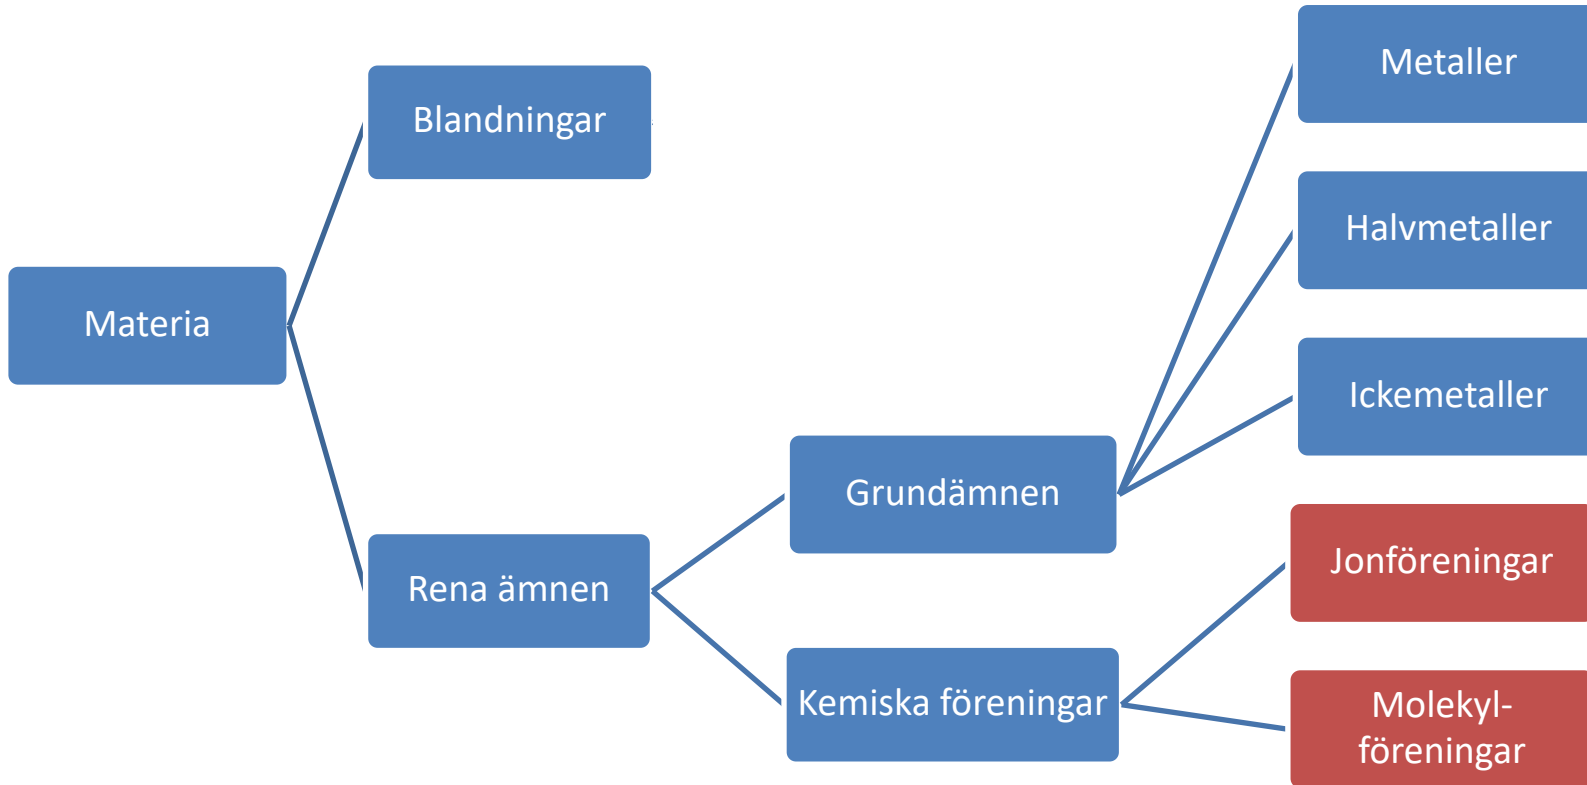 Metaller
Blandningar
Halvmetaller
Materia
Ickemetaller
Grundämnen
Jonföreningar
Rena ämnen
Kemiska föreningar
Molekyl-
föreningar